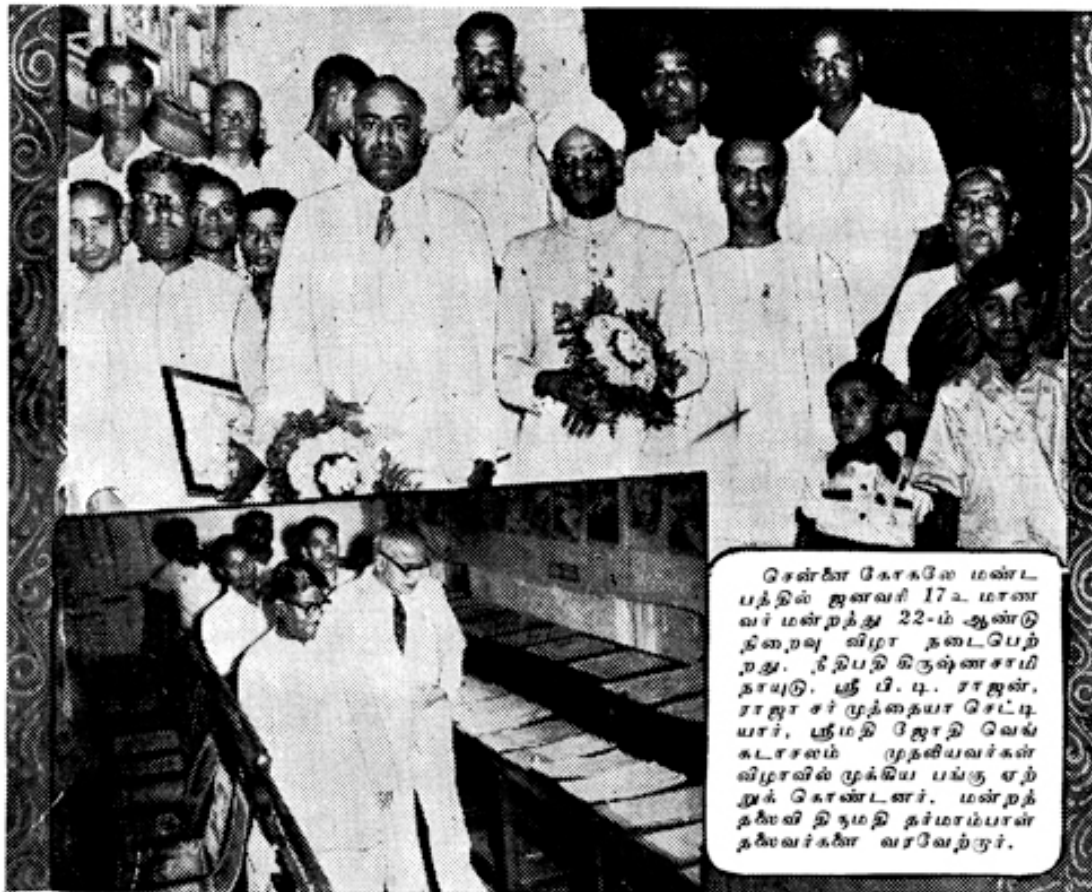 சென்னை கோகலே மண்ட
பத்தில் ஜனவரி 17உ மாண
வர் மன்றத்து 22-ம் ஆண்டு
நிறைவு விழா நடைபெற்
றது. நீதிபதி கிருஷ்ணசாமி
நாயுடு, ஸ்ரீ பி. டி. ராஜன்,
ராஜா சர் முத்தையா செட்டி
யார், ஸ்ரீமதி ஜோதி வெங்
கடாசலம் முதலியவர்கள்
விழாவில் முக்கிய பங்கு ஏற்
றுக் கொண்டனர். மன்றத்
தலைவி திருமதி தர்மாம்பாள்
தலைவர்களை வரவேற்றார்.